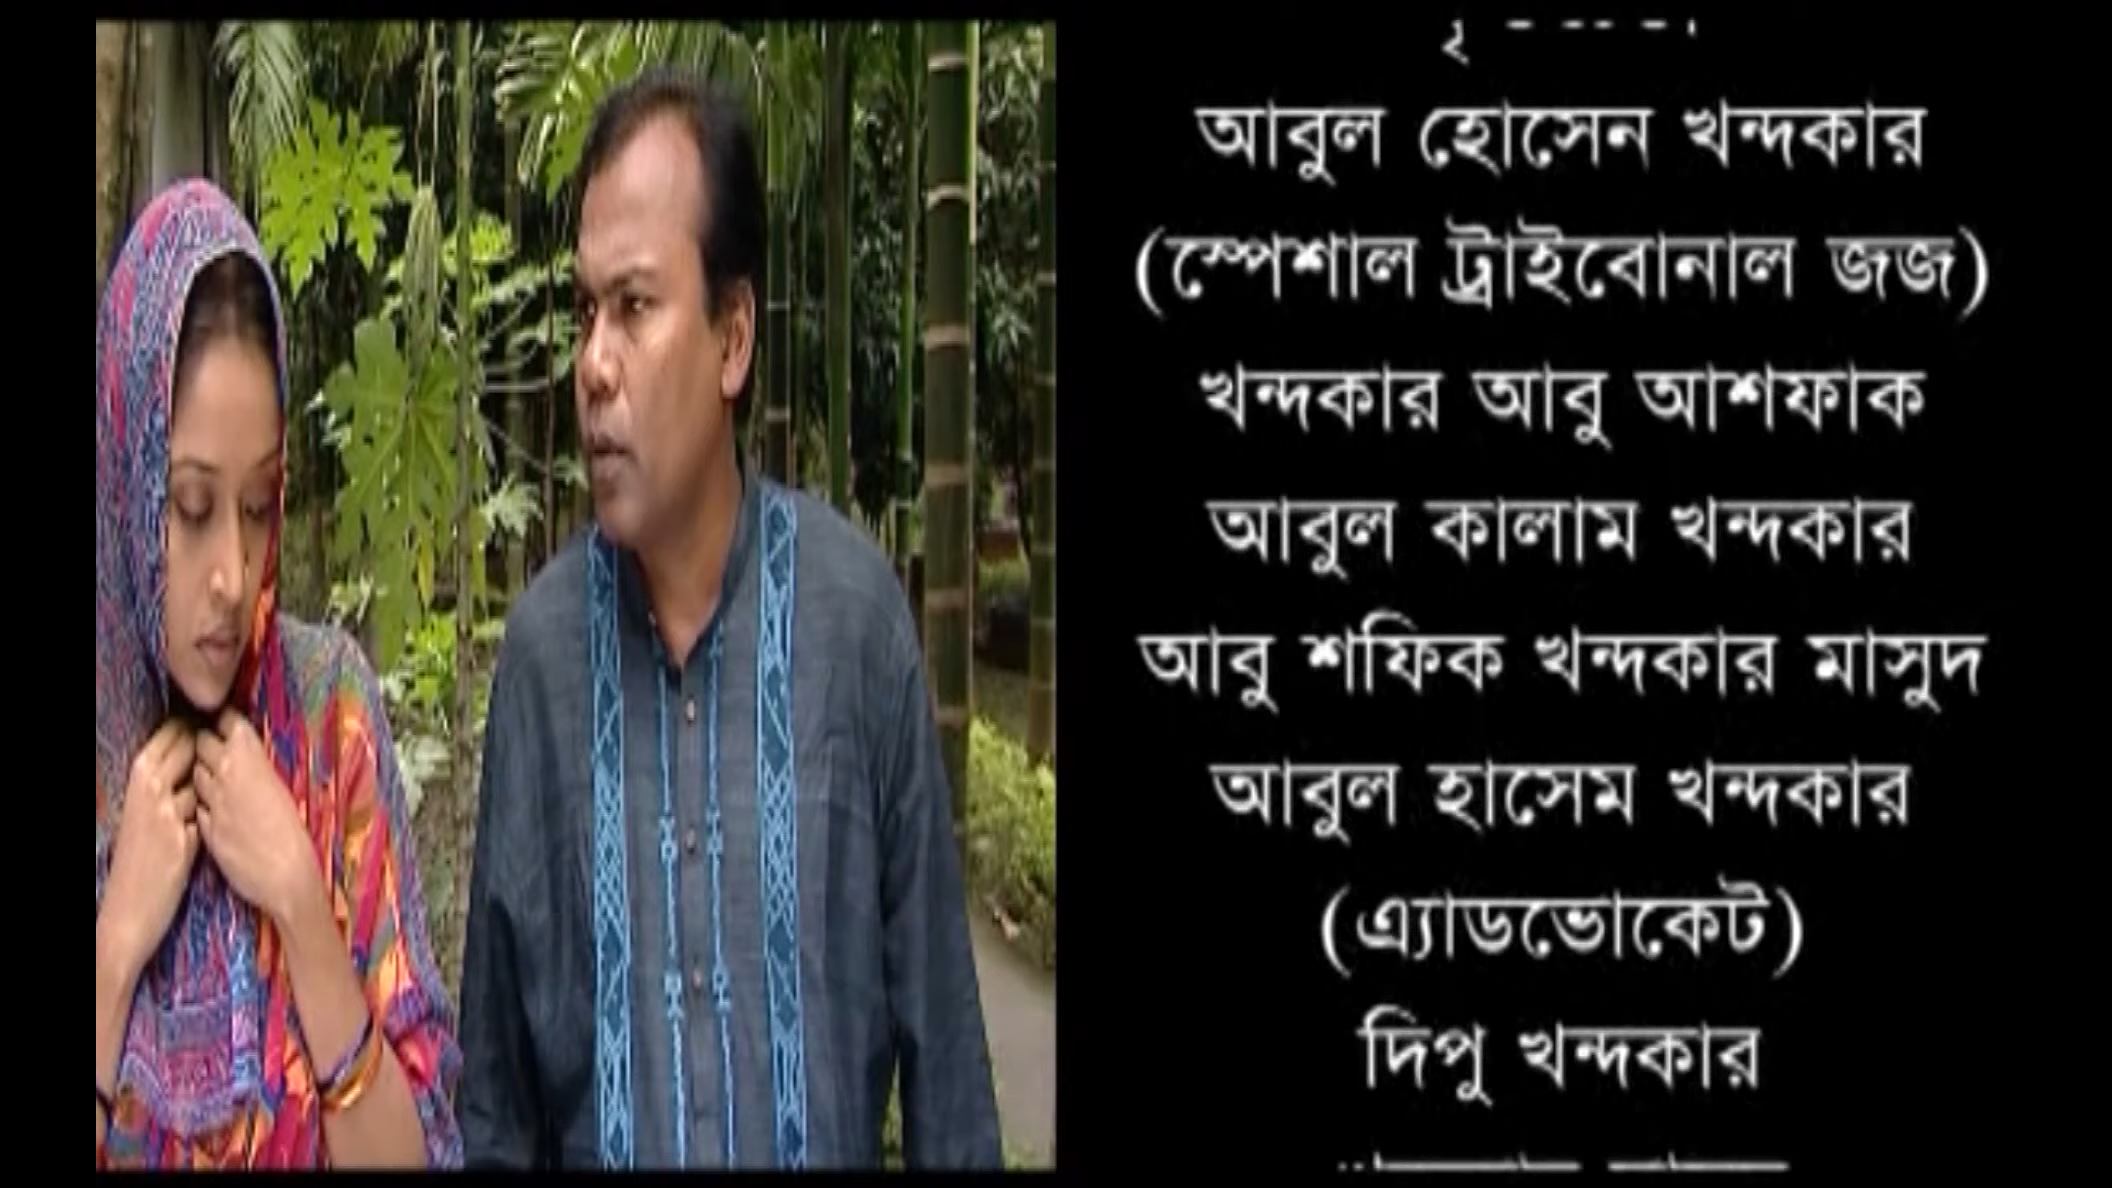 আবুল হোসেন খন্দকার
(স্পেশাল ট্রাইবোনাল জজ)
খন্দকার আবু আশফাক
আবুল কালাম খন্দকার
আবু শফিক খন্দকার মাসুদ
আবুল হাসেম খন্দকার
(এ্যাডভোকেট)
দিপু খন্দকার